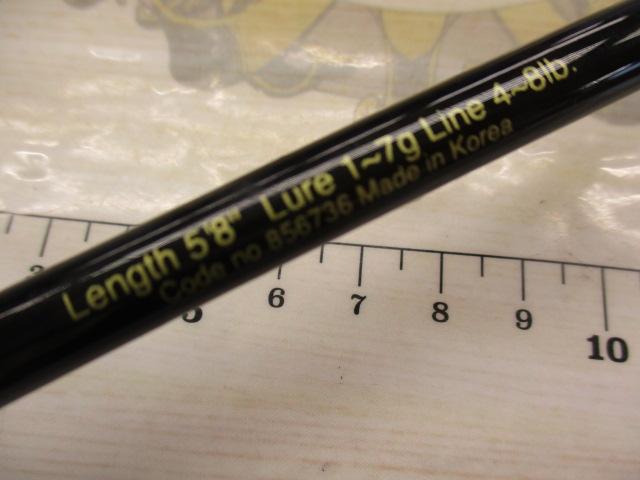 Length 5'8" Lure 1~7g Line 4~8lb.
Code no 856736 Made in Korea
5 6 7 8 9 10